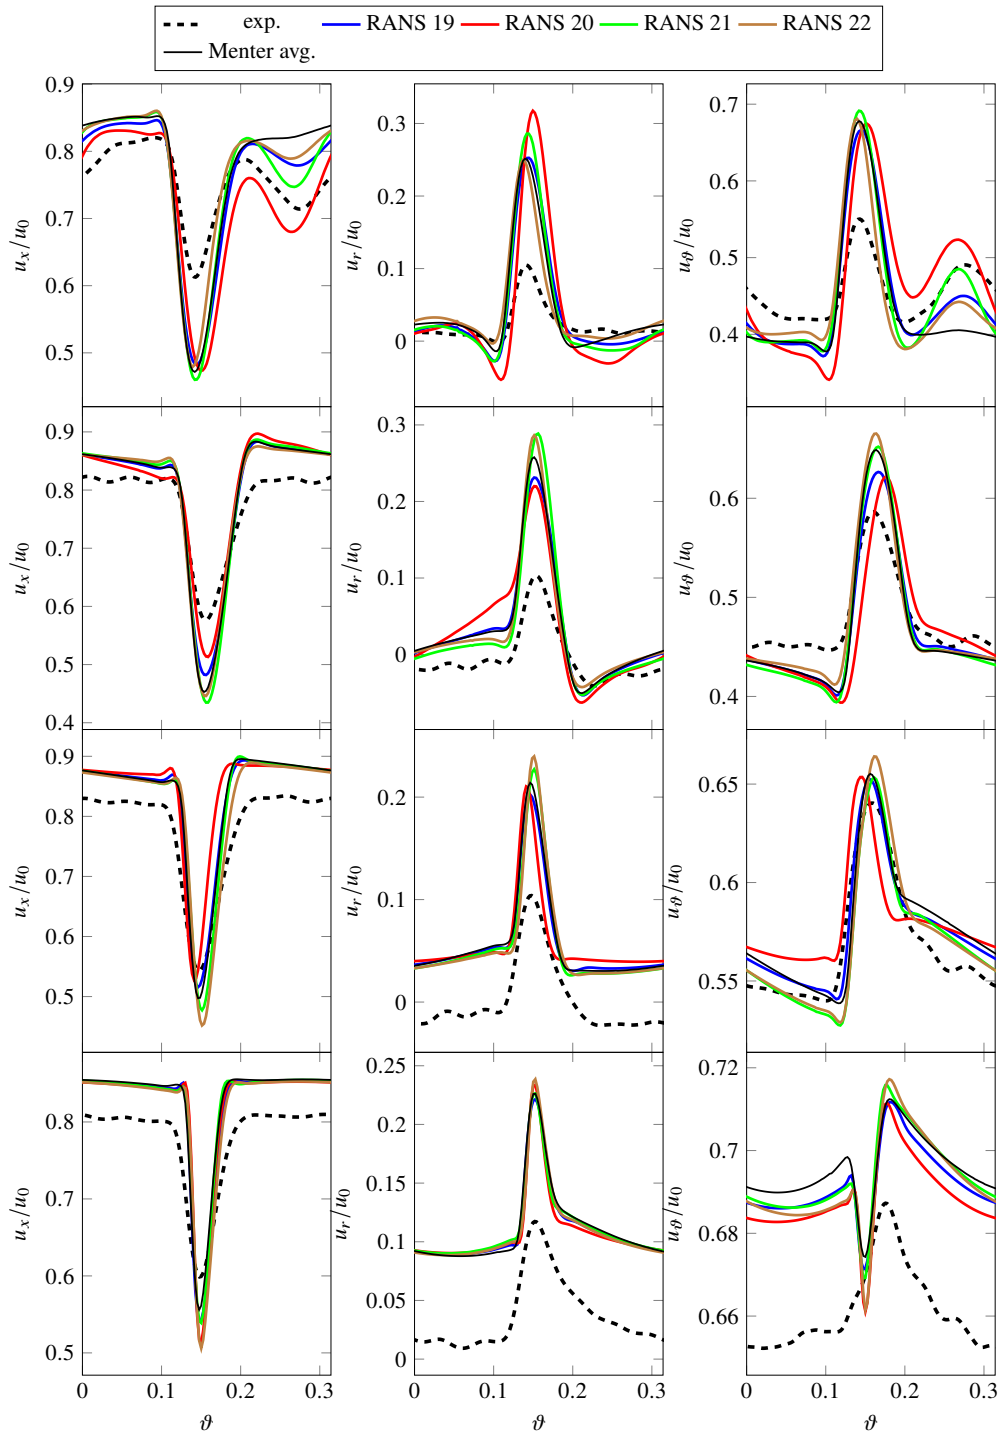 exp. RANS 19 RANS 20 RANS 21 RANS 22
Menter avg.
0.5 0.6 0.7 0.8 0.9
u_x/u_0
0 0.1 0.2 0.3
u_r/u_0
0.4 0.5 0.6 0.7
u_ϑ/u_0
0.4 0.5 0.6 0.7 0.8 0.9
u_x/u_0
0 0.1 0.2 0.3
u_r/u_0
0.4 0.5 0.6
u_ϑ/u_0
0.5 0.6 0.7 0.8 0.9
u_x/u_0
0 0.1 0.2
u_r/u_0
0.55 0.6 0.65
u_ϑ/u_0
0.5 0.6 0.7 0.8
u_x/u_0
0 0.05 0.1 0.15 0.2 0.25
u_r/u_0
0.66 0.68 0.7 0.72
u_ϑ/u_0
0 0.1 0.2 0.3
ϑ
0 0.1 0.2 0.3
ϑ
0 0.1 0.2 0.3
ϑ